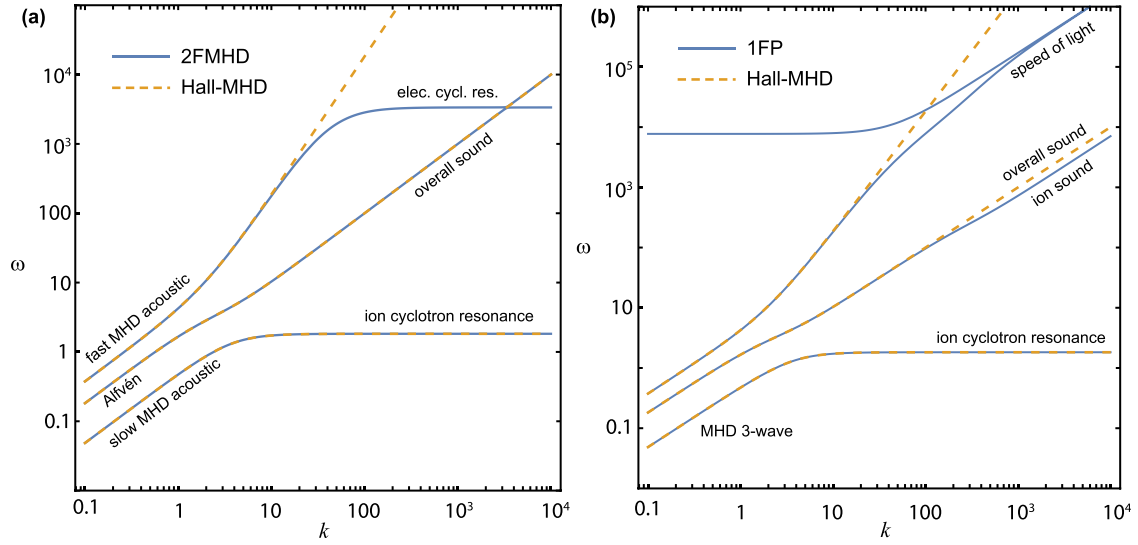 (a)
2FMHD
Hall-MHD
elec. cycl. res.
overall sound
fast MHD acoustic
Alfvén
slow MHD acoustic
ion cyclotron resonance
10⁴
10³
100
10
1
0.1
ω
0.1
1
10
100
10³
10⁴
k
(b)
1FP
Hall-MHD
speed of light
overall sound
ion sound
ion cyclotron resonance
MHD 3-wave
10⁵
10³
10
0.1
ω
0.1
1
10
100
10³
10⁴
k